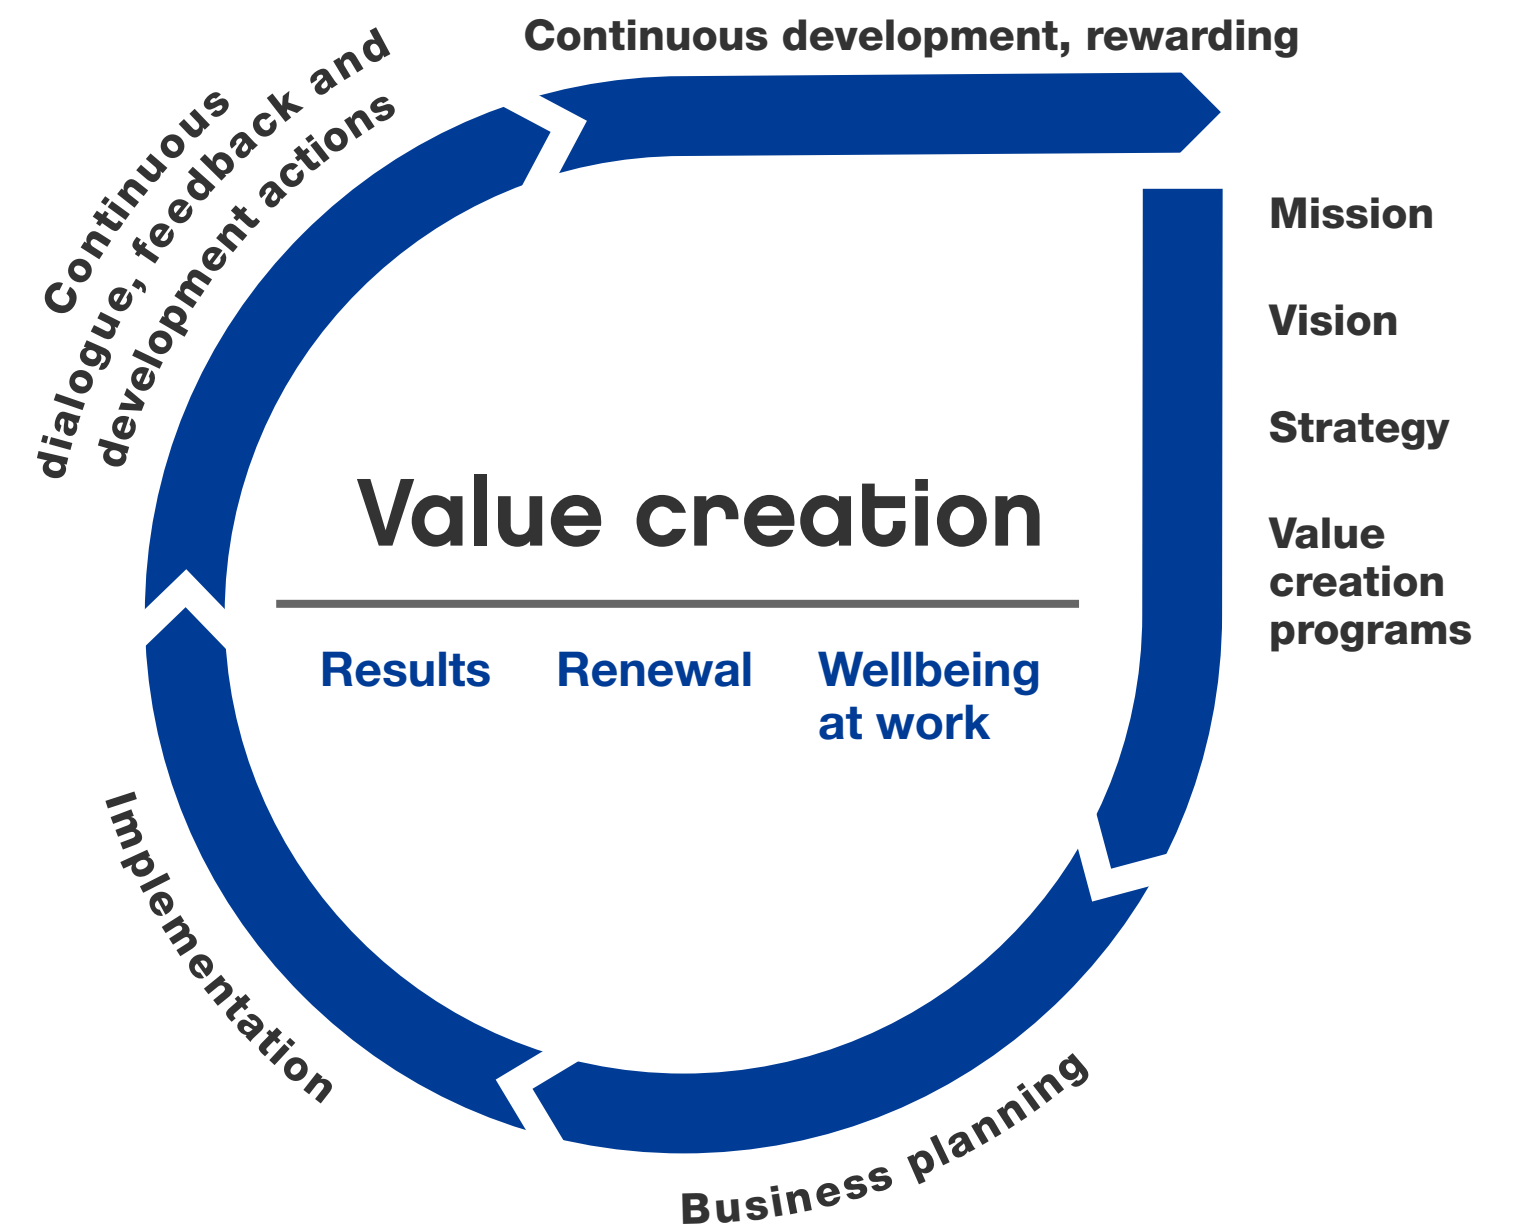 Continuous development, rewarding
Continuous
dialogue, feedback and
development actions
Mission
Vision
Strategy
Value
creation
programs
Value creation
Results Renewal Wellbeing
at work
Implementation
Business planning